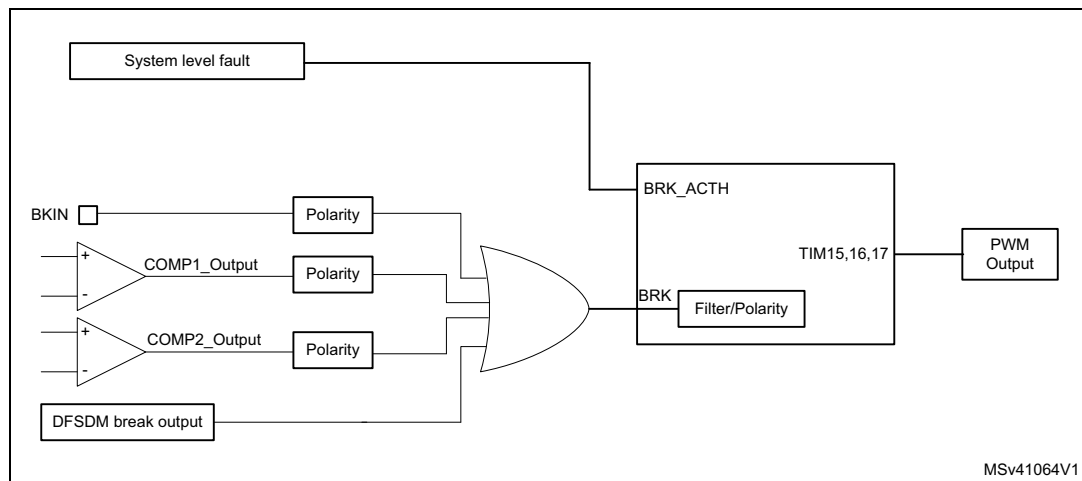 System level fault
BRK_ACTH
BKIN
Polarity
+
COMP1_Output
-
Polarity
TIM15,16,17
PWM
Output
BRK
Filter/Polarity
+
COMP2_Output
-
Polarity
DFSDM break output
MSv41064V1